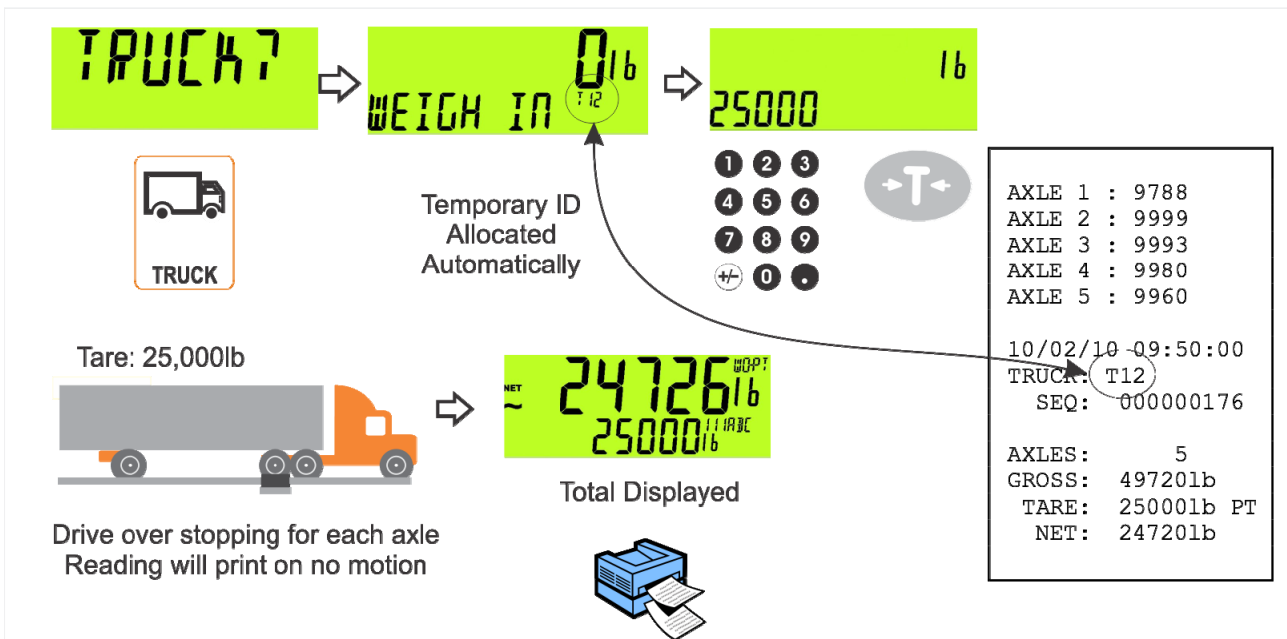 TRUCK?
0lb
WEIGH IN T12
lb
25000
1 2 3
4 5 6
7 8 9
+/- 0 .
→T←
TRUCK
Temporary ID
Allocated
Automatically
Tare: 25,000lb
Drive over stopping for each axle
Reading will print on no motion
NET
24726lb
25000lb
Total Displayed
AXLE 1 : 9788
AXLE 2 : 9999
AXLE 3 : 9993
AXLE 4 : 9980
AXLE 5 : 9960
10/02/10 09:50:00
TRUCK: T12
SEQ: 000000176
AXLES: 5
GROSS: 49720lb
TARE: 25000lb PT
NET: 24720lb